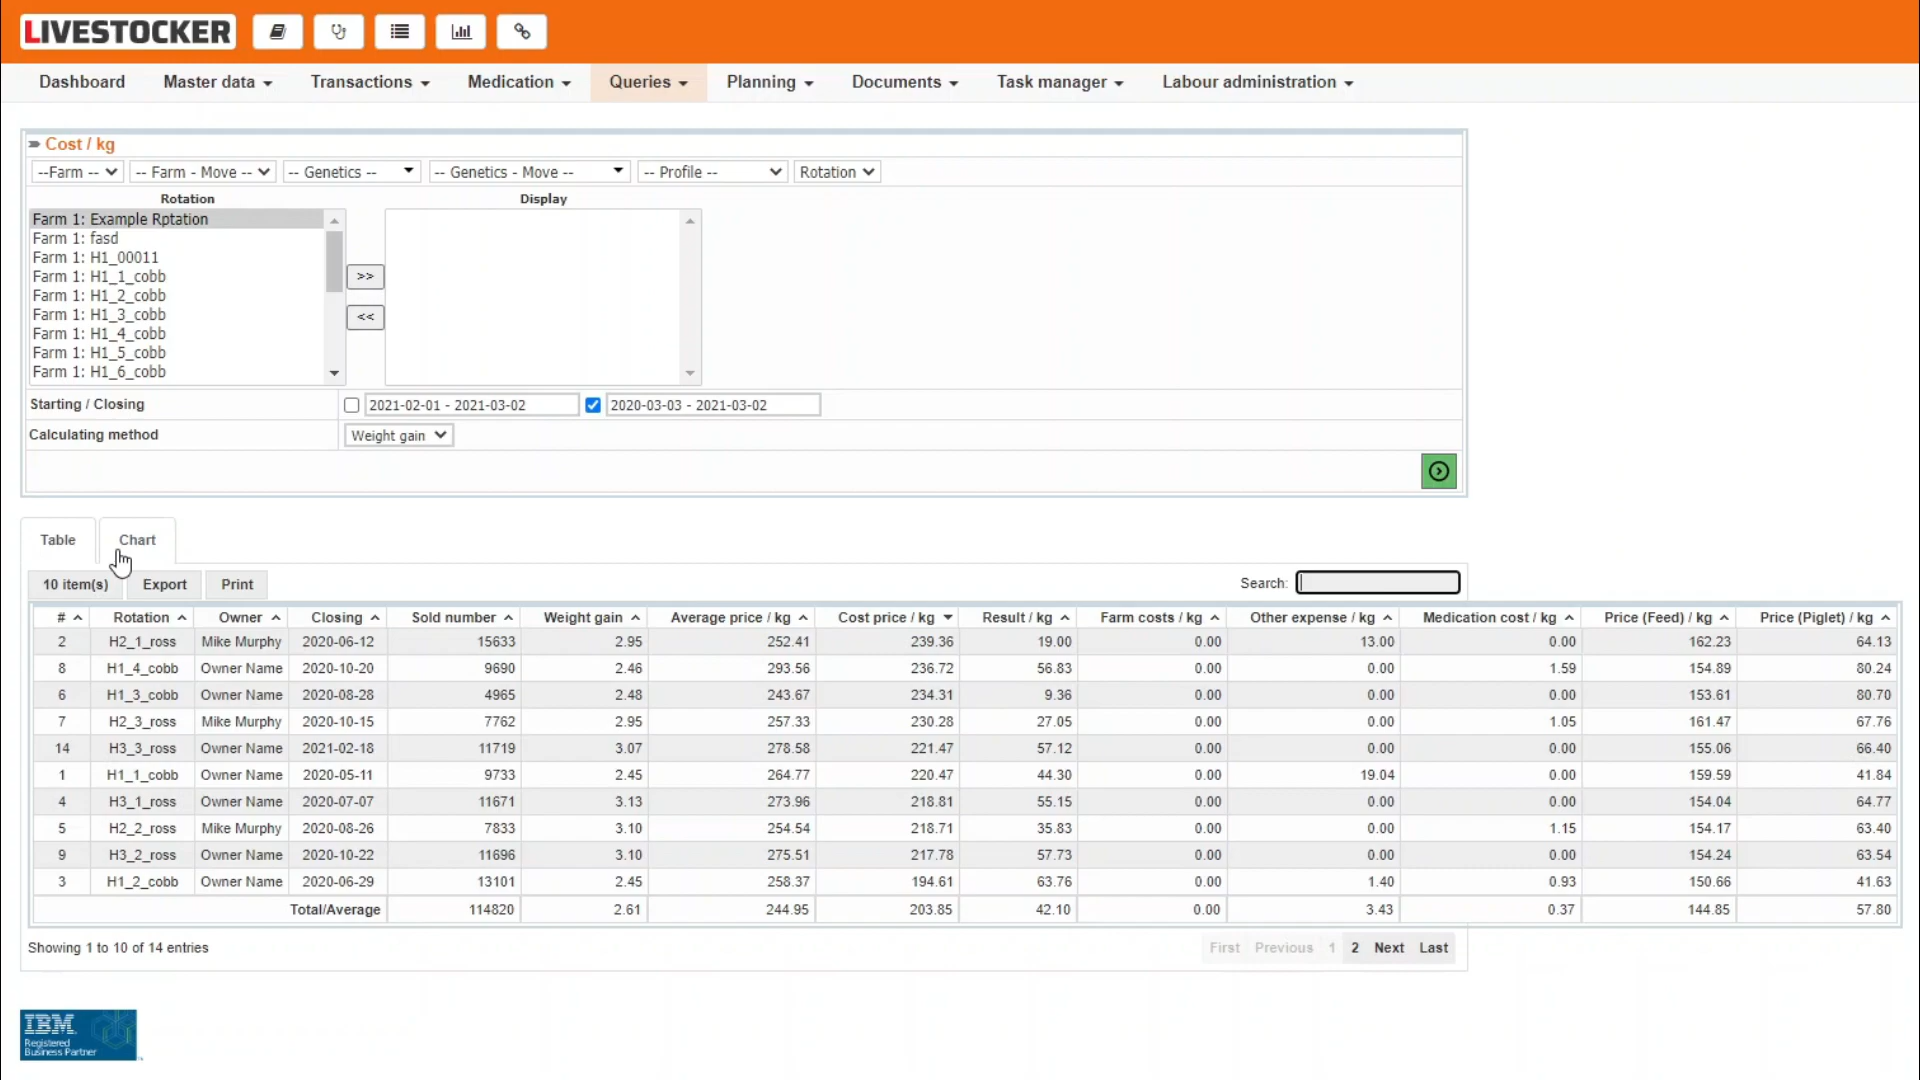 LIVESTOCKER
Dashboard Master data Transactions Medication Queries Planning Documents Task manager Labour administration
Cost / kg
--Farm -- -- Farm - Move -- -- Genetics -- -- Genetics - Move -- -- Profile -- Rotation
Rotation Display
Farm 1: Example Rptation
Farm 1: fasd
Farm 1: H1_00011
Farm 1: H1_1_cobb
>>
Farm 1: H1_2_cobb
Farm 1: H1_3_cobb
<<
Farm 1: H1_4_cobb
Farm 1: H1_5_cobb
Farm 1: H1_6_cobb
Starting / Closing 2021-02-01 - 2021-03-02 2020-03-03 - 2021-03-02
Calculating method Weight gain
Table Chart
10 item(s) Export Print Search:
# Rotation Owner Closing Sold number Weight gain Average price / kg Cost price / kg Result / kg Farm costs / kg Other expense / kg Medication cost / kg Price (Feed) / kg Price (Piglet) / kg
2 H2_1_ross Mike Murphy 2020-06-12 15633 2.95 252.41 239.36 19.00 0.00 13.00 0.00 162.23 64.13
8 H1_4_cobb Owner Name 2020-10-20 9690 2.46 293.56 236.72 56.83 0.00 0.00 1.59 154.89 80.24
6 H1_3_cobb Owner Name 2020-08-28 4965 2.48 243.67 234.31 9.36 0.00 0.00 0.00 153.61 80.70
7 H2_3_ross Mike Murphy 2020-10-15 7762 2.95 257.33 230.28 27.05 0.00 0.00 1.05 161.47 67.76
14 H3_3_ross Owner Name 2021-02-18 11719 3.07 278.58 221.47 57.12 0.00 0.00 0.00 155.06 66.40
1 H1_1_cobb Owner Name 2020-05-11 9733 2.45 264.77 220.47 44.30 0.00 19.04 0.00 159.59 41.84
4 H3_1_ross Owner Name 2020-07-07 11671 3.13 273.96 218.81 55.15 0.00 0.00 0.00 154.04 64.77
5 H2_2_ross Mike Murphy 2020-08-26 7833 3.10 254.54 218.71 35.83 0.00 0.00 1.15 154.17 63.40
9 H3_2_ross Owner Name 2020-10-22 11696 3.10 275.51 217.78 57.73 0.00 0.00 0.00 154.24 63.54
3 H1_2_cobb Owner Name 2020-06-29 13101 2.45 258.37 194.61 63.76 0.00 1.40 0.93 150.66 41.63
Total/Average 114820 2.61 244.95 203.85 42.10 0.00 3.43 0.37 144.85 57.80
Showing 1 to 10 of 14 entries First Previous 1 2 Next Last
IBM
Registered
Business Partner